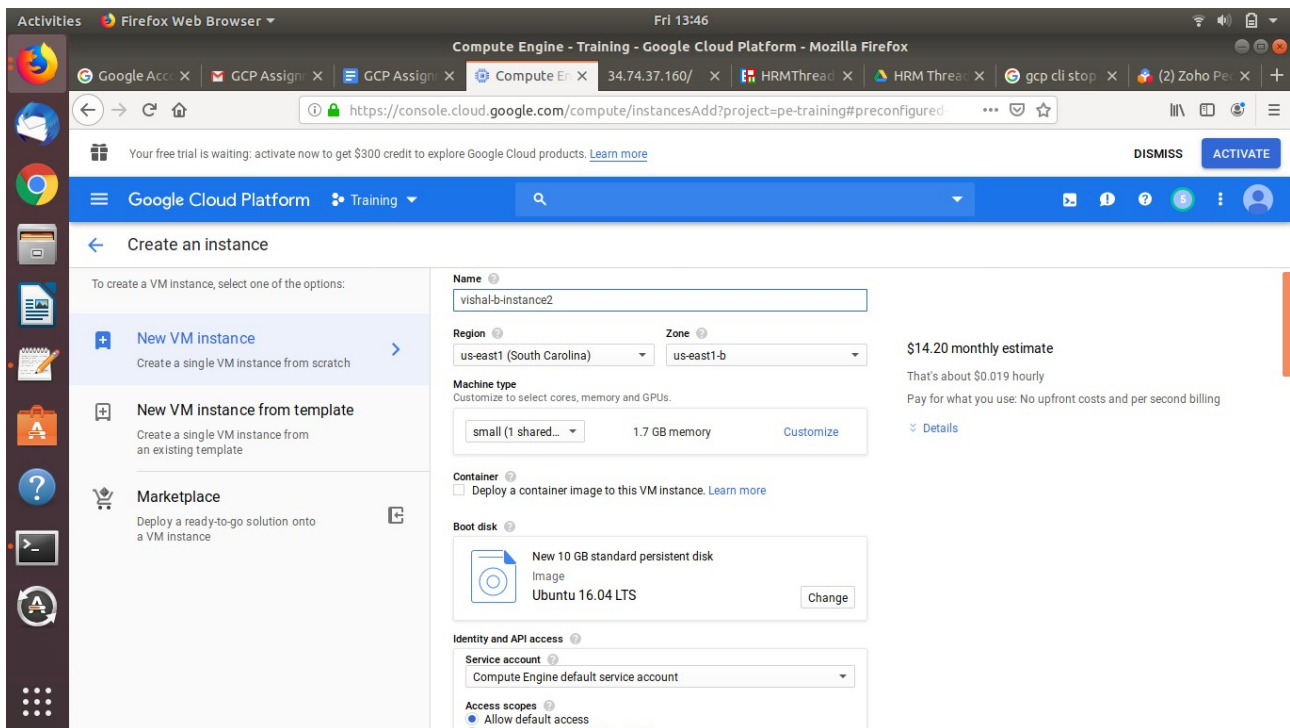 Activities Firefox Web Browser Fri 13:46
Compute Engine - Training - Google Cloud Platform - Mozilla Firefox
Google Acc GCP Assign GCP Assign Compute En 34.74.37.160/ HRMThread HRM Threa gcp cli stop (2) Zoho Pe
https://console.cloud.google.com/compute/instancesAdd?project=pe-training#preconfigured-
Your free trial is waiting: activate now to get $300 credit to explore Google Cloud products. Learn more DISMISS ACTIVATE
Google Cloud Platform Training 5
Create an instance
To create a VM instance, select one of the options:
New VM instance
Create a single VM instance from scratch
New VM instance from template
Create a single VM instance from
an existing template
Marketplace
Deploy a ready-to-go solution onto
a VM instance
Name
vishal-b-instance2
Region Zone
us-east1 (South Carolina) us-east1-b
Machine type
Customize to select cores, memory and GPUs.
small (1 shared... 1.7 GB memory Customize
Container
Deploy a container image to this VM instance. Learn more
Boot disk
New 10 GB standard persistent disk
Image
Ubuntu 16.04 LTS
Change
Identity and API access
Service account
Compute Engine default service account
Access scopes
Allow default access
$14.20 monthly estimate
That's about $0.019 hourly
Pay for what you use: No upfront costs and per second billing
Details